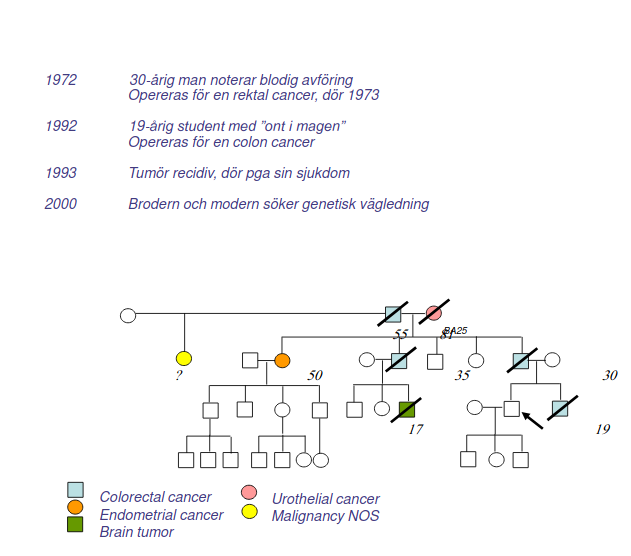 1972 30-årig man noterar blodig avföring
Opereras för en rektal cancer, dör 1973
1992 19-årig student med ”ont i magen”
Opereras för en colon cancer
1993 Tumör recidiv, dör pga sin sjukdom
2000 Brodern och modern söker genetisk vägledning
55 81 BA25
? 50 35 30
17 19
Colorectal cancer
Endometrial cancer
Brain tumor
Urothelial cancer
Malignancy NOS